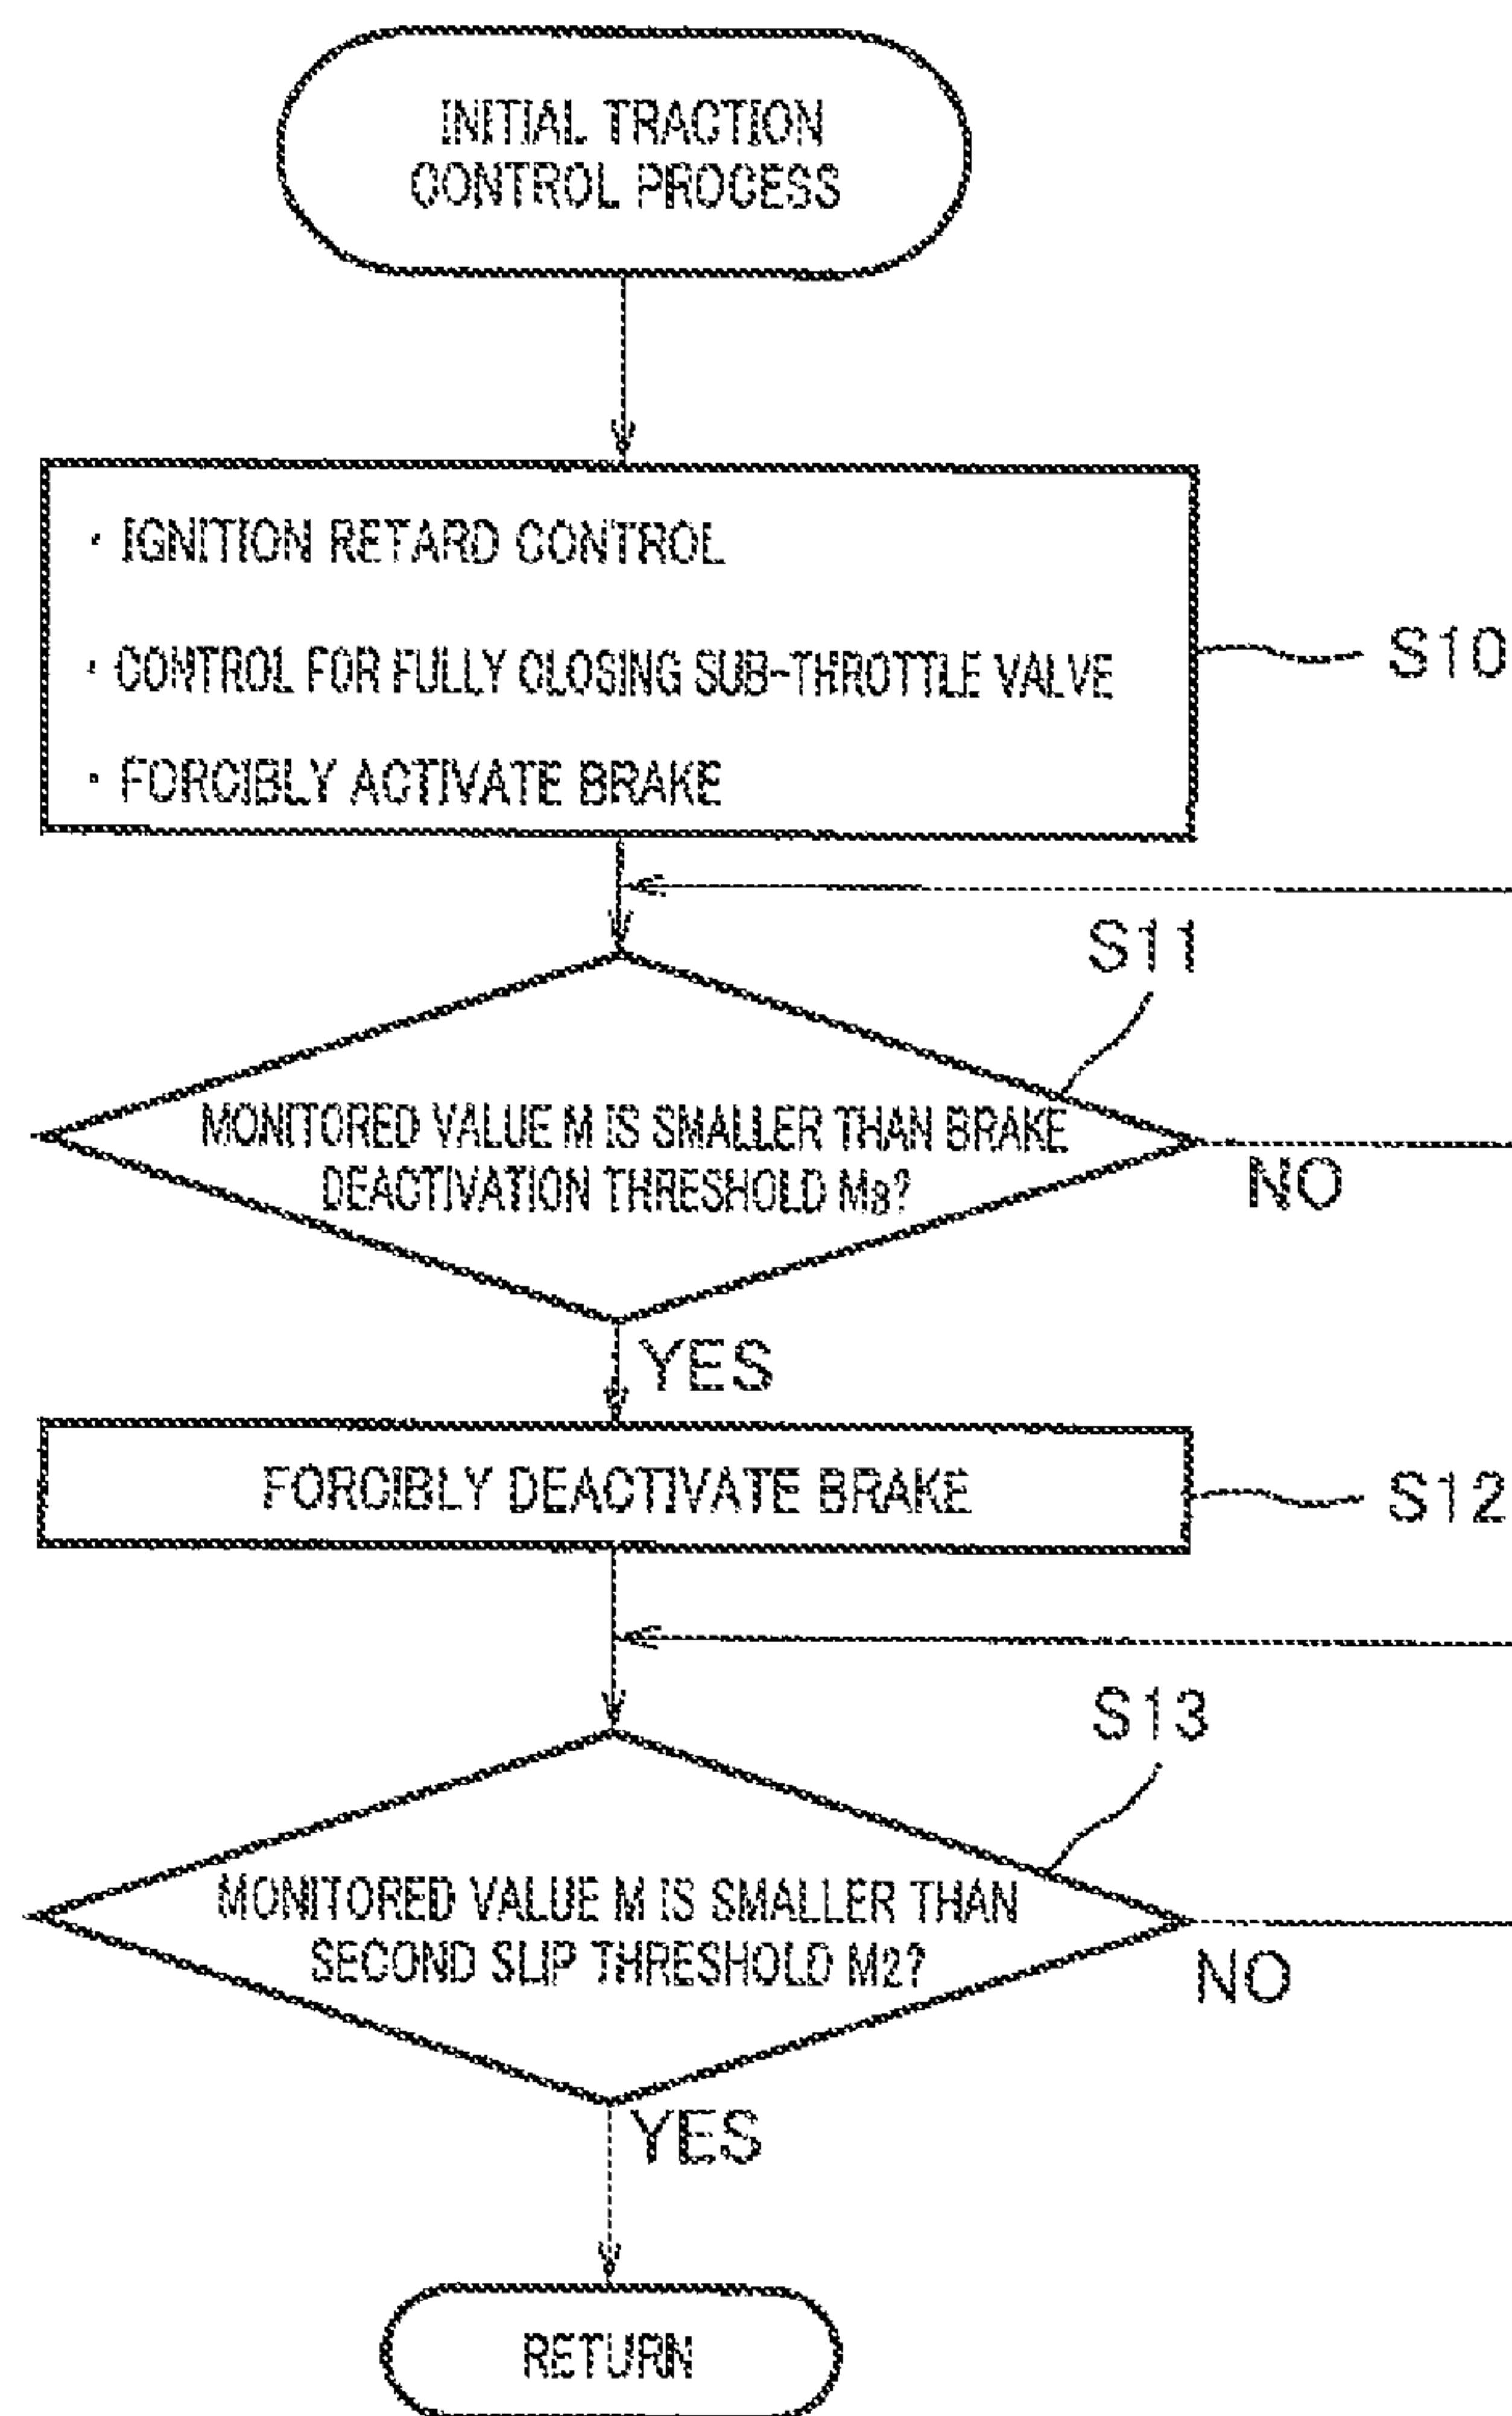 INITIAL TRACTION
CONTROL PROCESS
· IGNITION RETARD CONTROL
· CONTROL FOR FULLY CLOSING SUB-THROTTLE VALVE
· FORCIBLY ACTIVATE BRAKE
S10
S11
MONITORED VALUE M IS SMALLER THAN BRAKE
DEACTIVATION THRESHOLD MB?
NO
YES
FORCIBLY DEACTIVATE BRAKE
S12
S13
MONITORED VALUE M IS SMALLER THAN
SECOND SLIP THRESHOLD M2?
NO
YES
RETURN